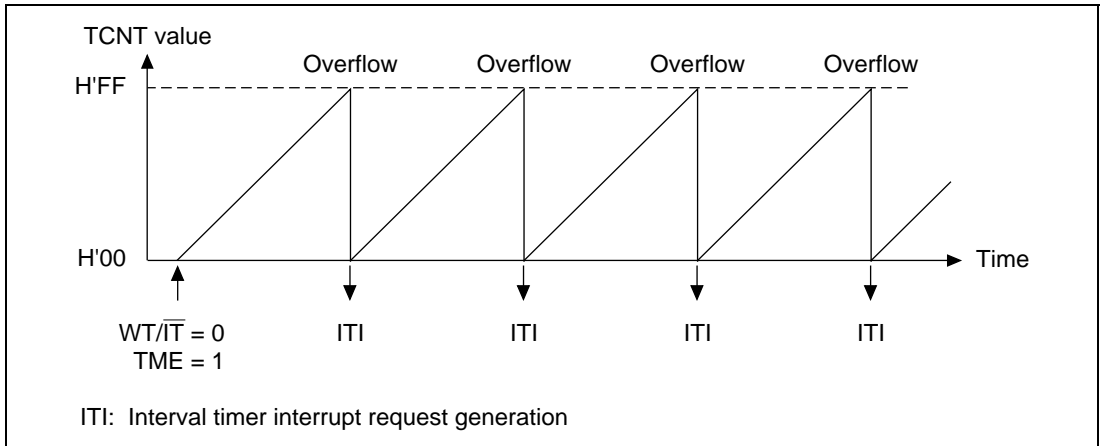 TCNT value
Overflow Overflow Overflow Overflow
H'FF
H'00
Time
WT/I̅T̅ = 0
TME = 1
ITI ITI ITI ITI
ITI: Interval timer interrupt request generation